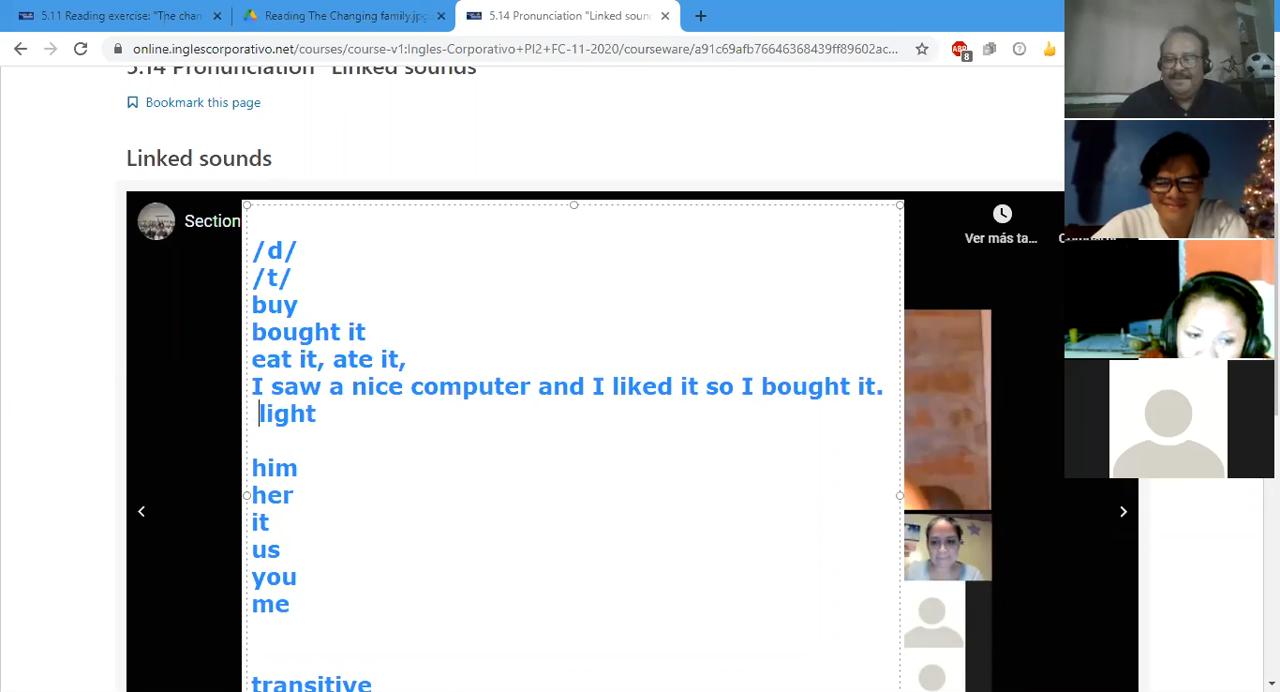 5.11 Reading exercise: "The chan
Reading The Changing family.jpg
5.14 Pronunciation "Linked soun
online.inglescorporativo.net/courses/course-v1:Ingles-Corporativo+PI2+FC-11-2020/courseware/a91c69afb76646368439ff89602ac...
ABP
8
5.14 Pronunciation "Linked sounds
Bookmark this page
Linked sounds
Section
Ver más ta...
/d/
/t/
buy
bought it
eat it, ate it,
I saw a nice computer and I liked it so I bought it.
light
him
her
it
us
you
me
transitive